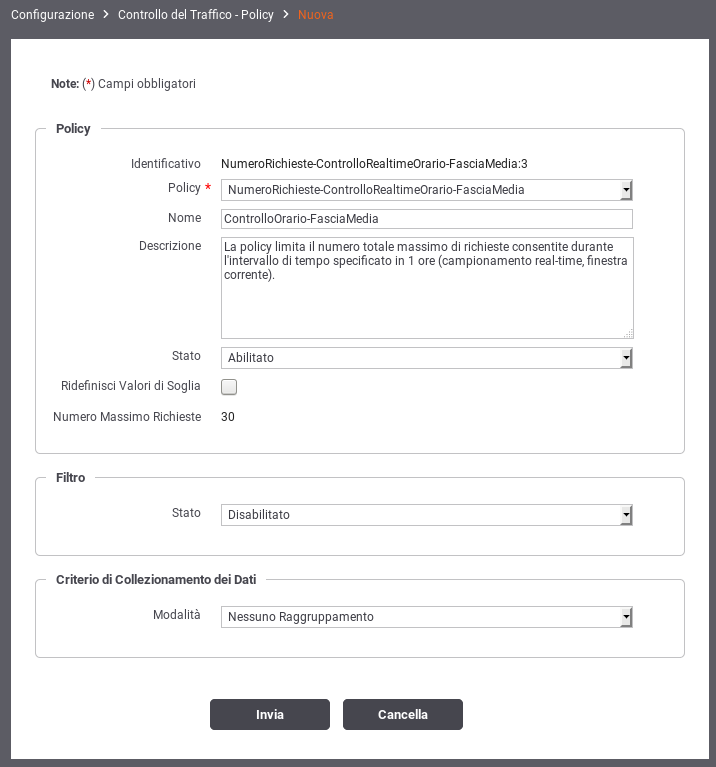 Configurazione > Controllo del Traffico - Policy > Nuova
Note: (*) Campi obbligatori
Policy
Identificativo NumeroRichieste-ControlloRealtimeOrario-FasciaMedia:3
Policy * NumeroRichieste-ControlloRealtimeOrario-FasciaMedia
Nome ControlloOrario-FasciaMedia
Descrizione La policy limita il numero totale massimo di richieste consentite durante
l'intervallo di tempo specificato in 1 ore (campionamento real-time, finestra
corrente).
Stato Abilitato
Ridefinisci Valori di Soglia
Numero Massimo Richieste 30
Filtro
Stato Disabilitato
Criterio di Collezionamento dei Dati
Modalità Nessuno Raggruppamento
Invia Cancella